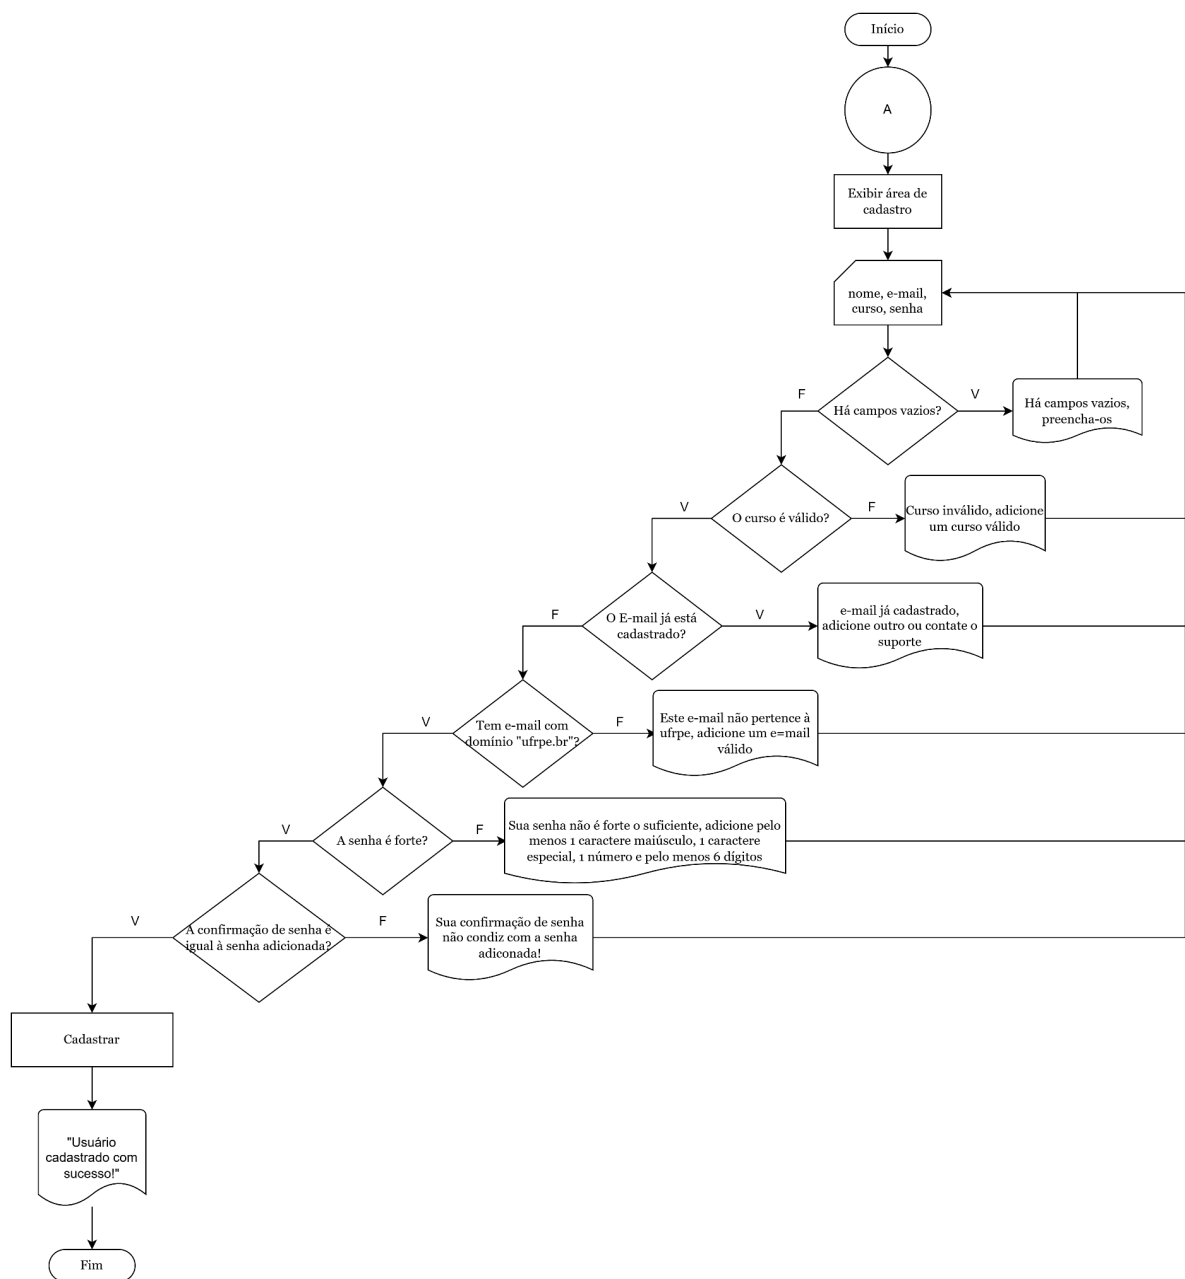 Início
A
Exibir área de
cadastro
nome, e-mail,
curso, senha
F
V
Há campos vazios?
Há campos vazios,
preencha-os
V
O curso é válido?
F
Curso inválido, adicione
um curso válido
F
O E-mail já está
cadastrado?
V
e-mail já cadastrado,
adicione outro ou contate o
suporte
V
Tem e-mail com
domínio "ufrpe.br"?
F
Este e-mail não pertence à
ufrpe, adicione um e=mail
válido
V
A senha é forte?
F
Sua senha não é forte o suficiente, adicione pelo
menos 1 caractere maiúsculo, 1 caractere
especial, 1 número e pelo menos 6 dígitos
V
A confirmação de senha é
igual à senha adicionada?
F
Sua confirmação de senha
não condiz com a senha
adiconada!
Cadastrar
"Usuário
cadastrado com
sucesso!"
Fim